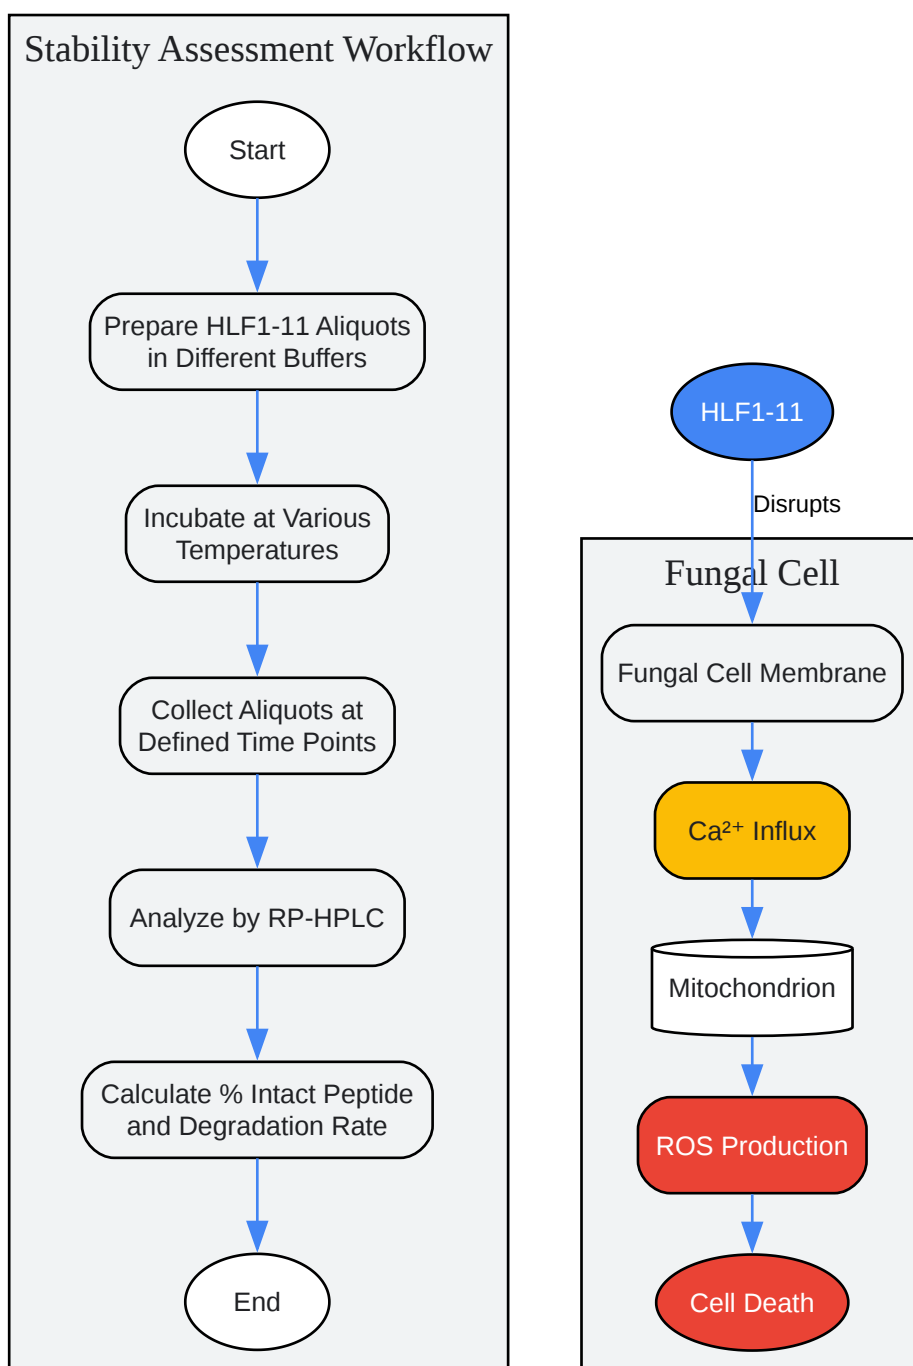 Stability Assessment Workflow
Start
Prepare HLF1-11 Aliquots
in Different Buffers
Incubate at Various
Temperatures
Collect Aliquots at
Defined Time Points
Analyze by RP-HPLC
Calculate % Intact Peptide
and Degradation Rate
End
HLF1-11
Disrupts
Fungal Cell
Fungal Cell Membrane
Ca²⁺ Influx
Mitochondrion
ROS Production
Cell Death